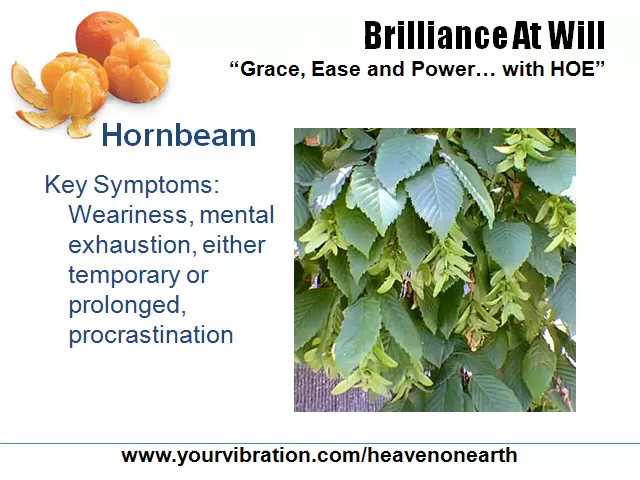 Brilliance At Will
“Grace, Ease and Power… with HOE”
Hornbeam
Key Symptoms:
Weariness, mental
exhaustion, either
temporary or
prolonged,
procrastination
www.yourvibration.com/heavenonearth